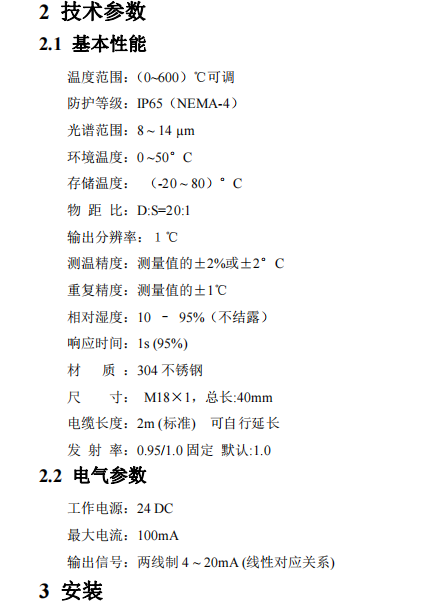 2 技术参数
2.1 基本性能
温度范围：（0~600）℃可调
防护等级：IP65（NEMA-4）
光谱范围：8 ~ 14 μm
环境温度：0 ~50° C
存储温度： （-20 ~ 80）° C
物 距 比：D:S=20:1
输出分辨率： 1 ℃
测温精度：测量值的±2%或±2° C
重复精度：测量值的±1℃
相对湿度：10 – 95%（不结露）
响应时间：1s (95%)
材 质 ：304 不锈钢
尺 寸： M18×1，总长:40mm
电缆长度：2m (标准) 可自行延长
发 射 率：0.95/1.0 固定 默认:1.0
2.2 电气参数
工作电源：24 DC
最大电流：100mA
输出信号：两线制 4 ~ 20mA (线性对应关系)
3 安装